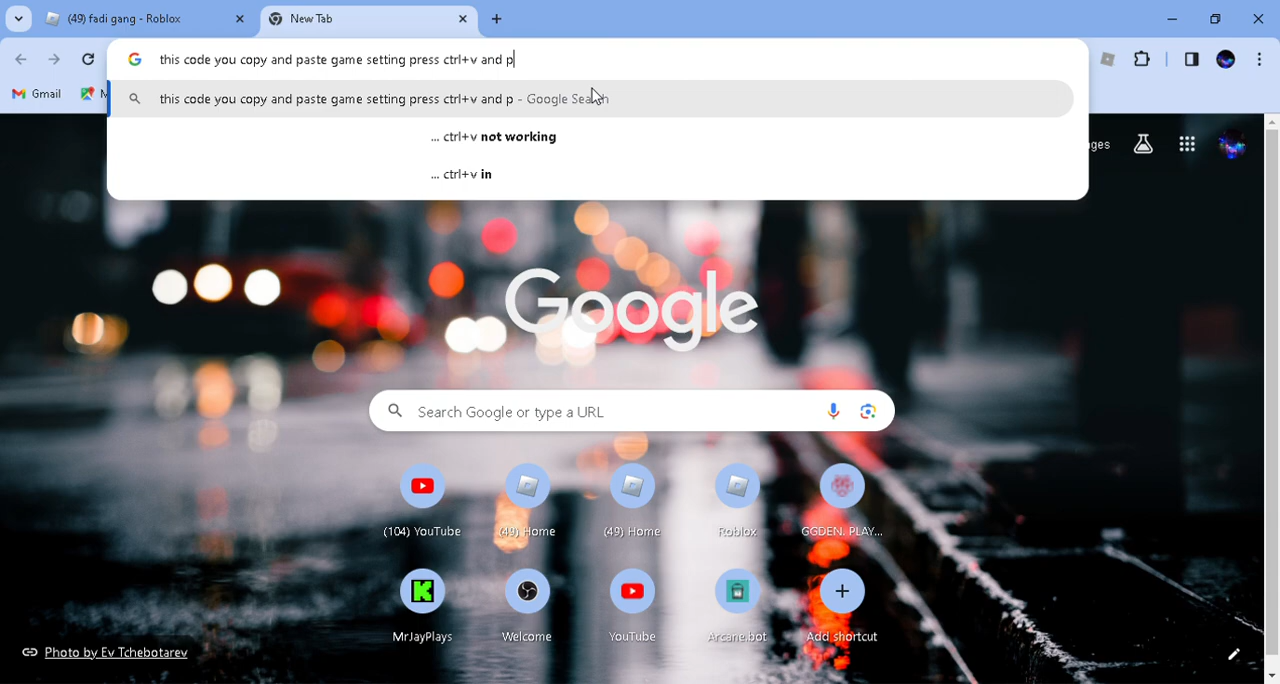 (49) fadi gang - Roblox
New Tab
this code you copy and paste game setting press ctrl+v and p
Gmail
M
this code you copy and paste game setting press ctrl+v and p - Google Search
... ctrl+v not working
... ctrl+v in
ges
Google
Search Google or type a URL
(104) YouTube
(49) Home
(49) Home
Roblox
GGDEN. PLAY...
MrJayPlays
Welcome
YouTube
Arcane.bot
Add shortcut
Photo by Ev Tchebotarev